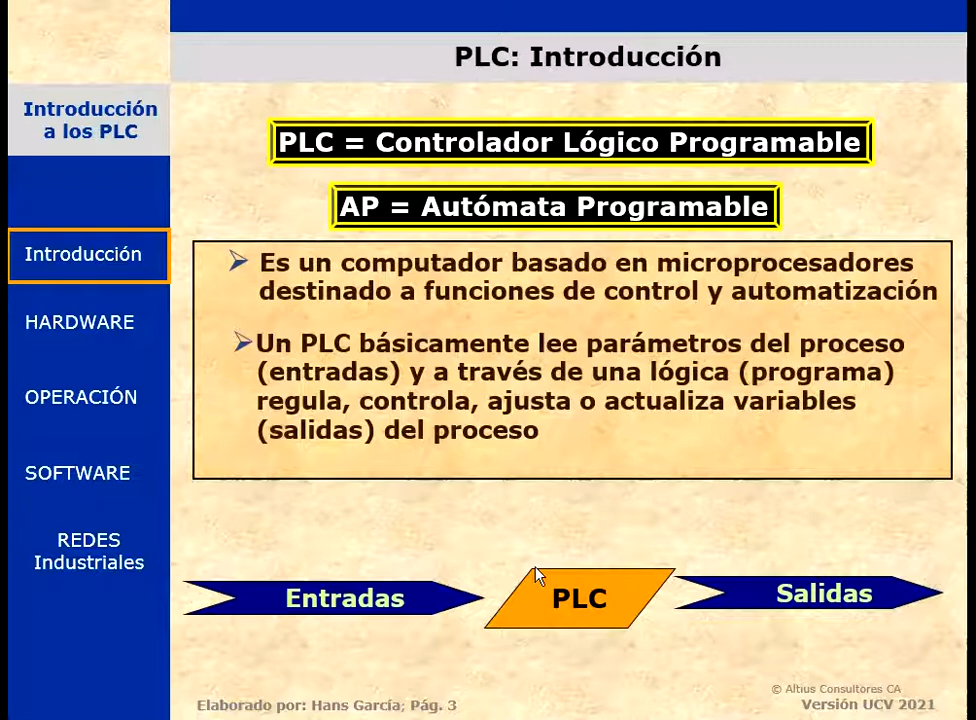 PLC: Introducción
Introducción
a los PLC
PLC = Controlador Lógico Programable
AP = Autómata Programable
Introducción
HARDWARE
OPERACIÓN
SOFTWARE
REDES
Industriales
Es un computador basado en microprocesadores
destinado a funciones de control y automatización
Un PLC básicamente lee parámetros del proceso
(entradas) y a través de una lógica (programa)
regula, controla, ajusta o actualiza variables
(salidas) del proceso
Entradas
PLC
Salidas
© Altius Consultores CA
Elaborado por: Hans García; Pág. 3
Versión UCV 2021